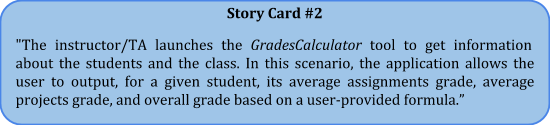 Story Card #2
"The instructor/TA launches the GradesCalculator tool to get information
about the students and the class. In this scenario, the application allows the
user to output, for a given student, its average assignments grade, average
projects grade, and overall grade based on a user-provided formula.”